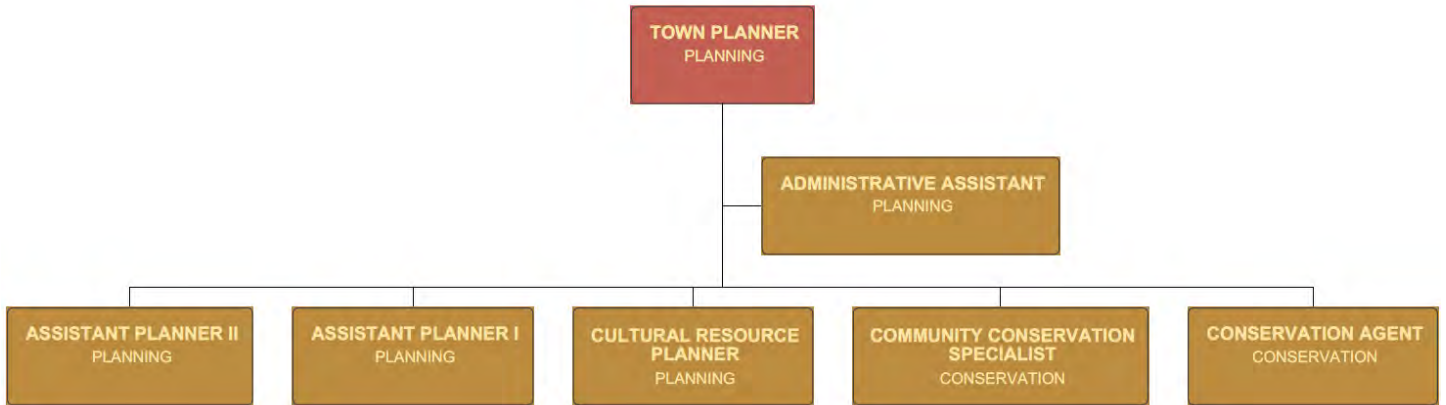 TOWN PLANNER
PLANNING
ADMINISTRATIVE ASSISTANT
PLANNING
ASSISTANT PLANNER II
PLANNING
ASSISTANT PLANNER I
PLANNING
CULTURAL RESOURCE
PLANNER
PLANNING
COMMUNITY CONSERVATION
SPECIALIST
CONSERVATION
CONSERVATION AGENT
CONSERVATION